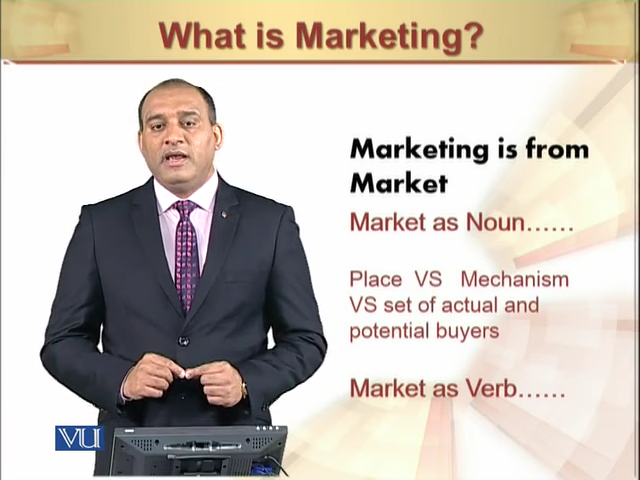 What is Marketing?
Marketing is from
Market
Market as Noun......
Place VS Mechanism
VS set of actual and
potential buyers
Market as Verb......
VU